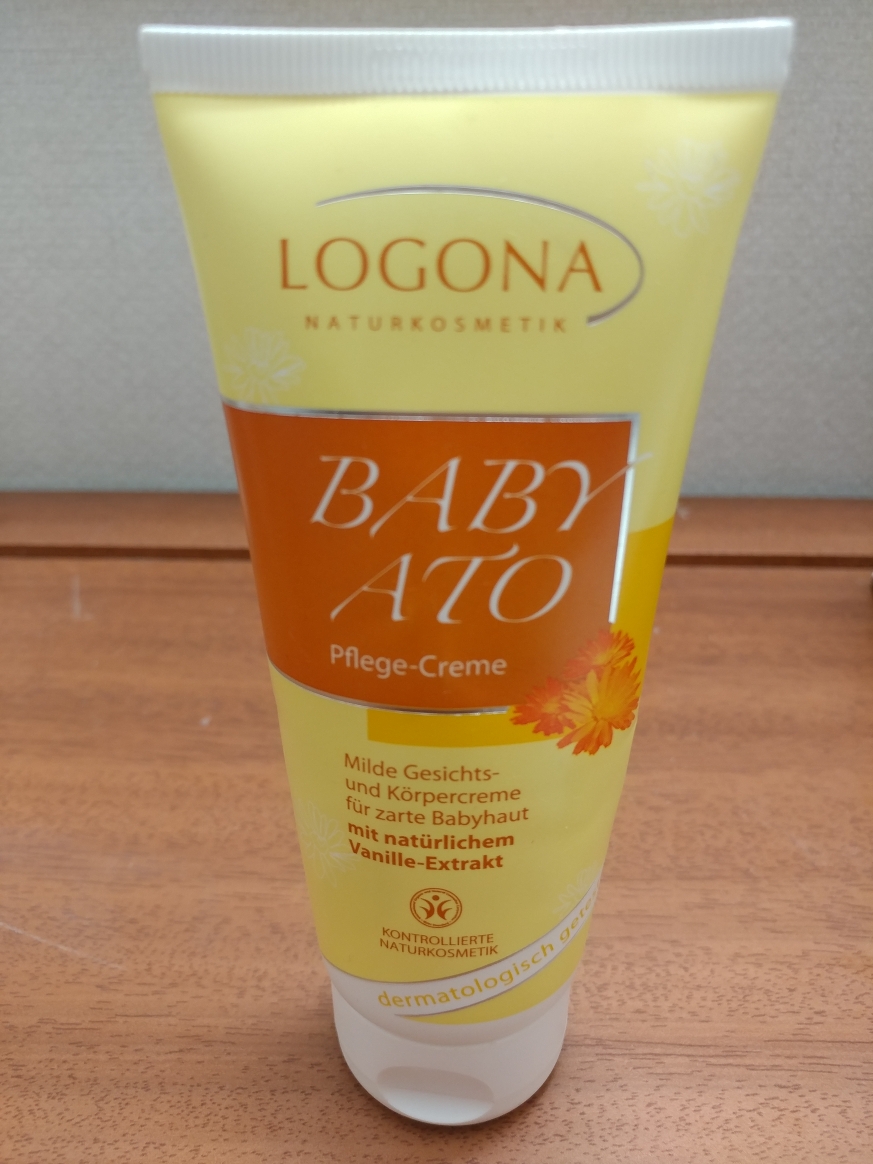 LOGONA
NATURKOSMETIK
BABY
ATO
Pflege-Creme
Milde Gesichts-
und Körpercreme
für zarte Babyhaut
mit natürlichem
Vanille-Extrakt
KONTROLLIERTE
NATURKOSMETIK
dermatologisch